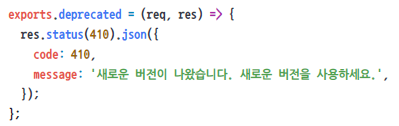 exports.deprecated = (req, res) => {
  res.status(410).json({
    code: 410,
    message: '새로운 버전이 나왔습니다. 새로운 버전을 사용하세요.',
  });
};